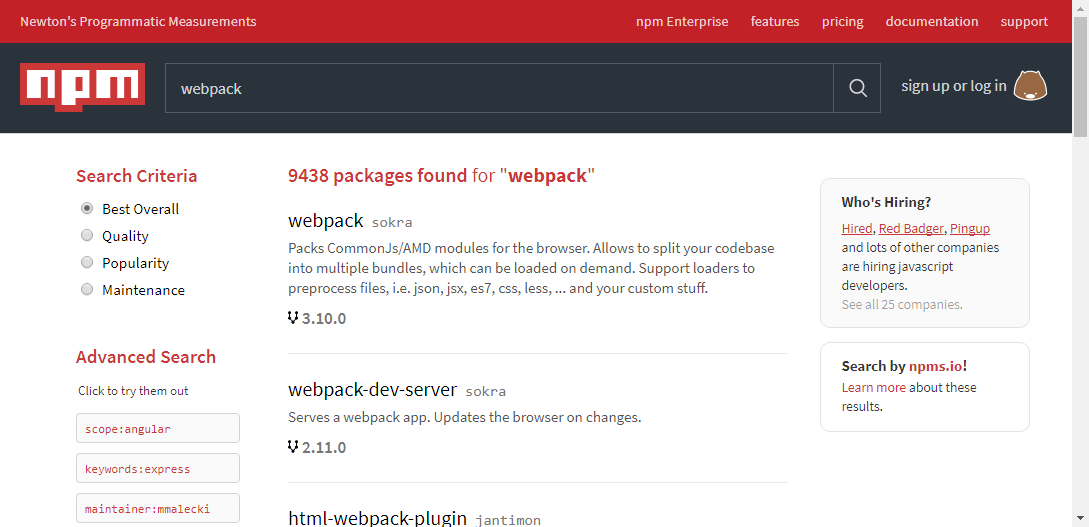 Newton's Programmatic Measurements
npm Enterprise features pricing documentation support
npm
webpack
sign up or log in
Search Criteria
Best Overall
Quality
Popularity
Maintenance
Advanced Search
Click to try them out
scope:angular
keywords:express
maintainer:mmalecki
9438 packages found for "webpack"
webpack sokra
Packs CommonJs/AMD modules for the browser. Allows to split your codebase
into multiple bundles, which can be loaded on demand. Support loaders to
preprocess files, i.e. json, jsx, es7, css, less, ... and your custom stuff.
3.10.0
webpack-dev-server sokra
Serves a webpack app. Updates the browser on changes.
2.11.0
html-webpack-plugin jantimon
Who's Hiring?
Hired, Red Badger, Pingup
and lots of other companies
are hiring javascript
developers.
See all 25 companies.
Search by npms.io!
Learn more about these
results.